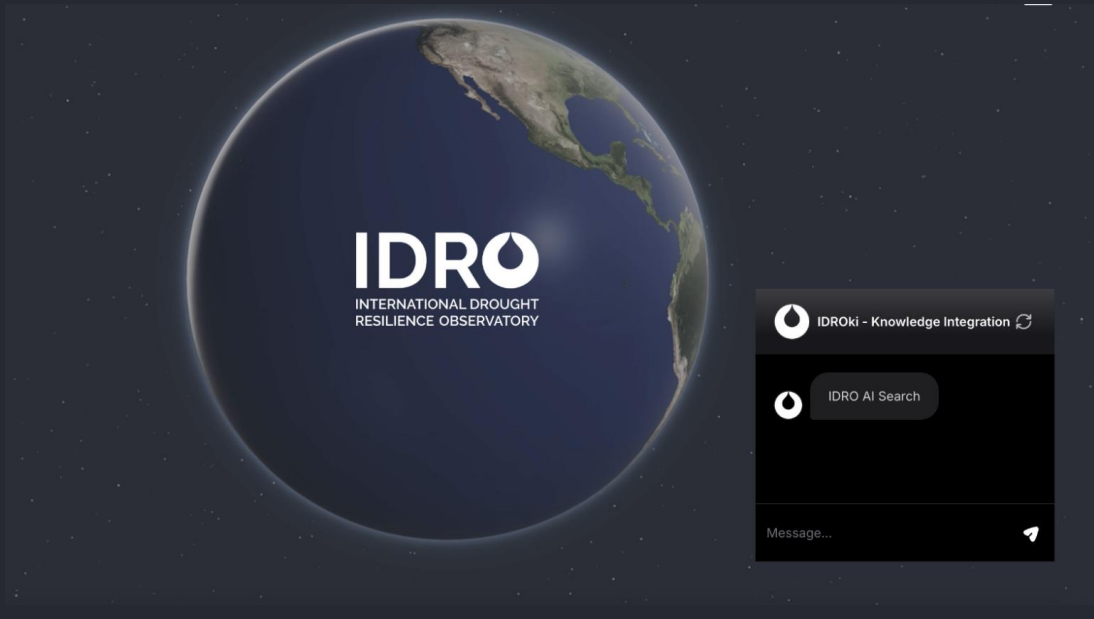 IDRO
INTERNATIONAL DROUGHT
RESILIENCE OBSERVATORY
IDROki - Knowledge Integration
IDRO AI Search
Message...